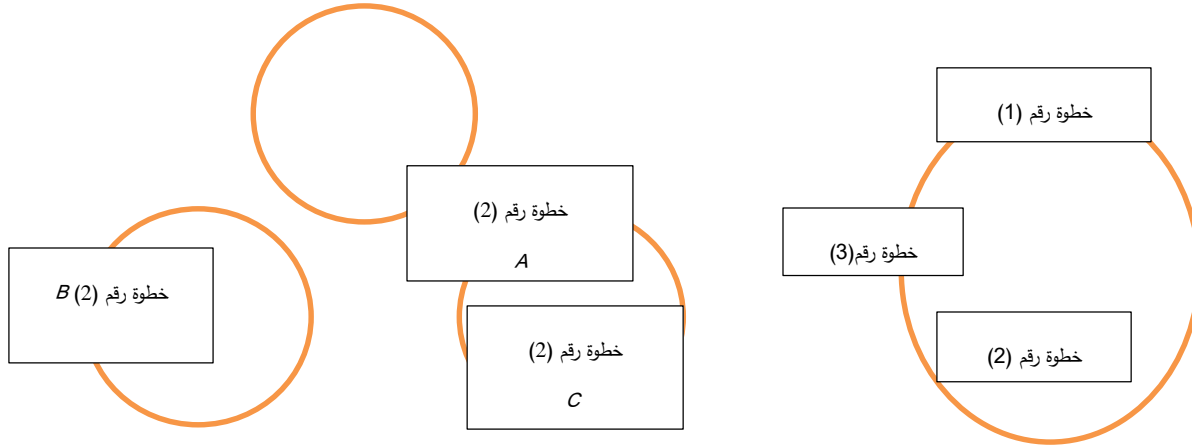 خطوة رقم (1)
خطوة رقم(3)
خطوة رقم (2)
خطوة رقم (2)
A
خطوة رقم (2) B
خطوة رقم (2)
C